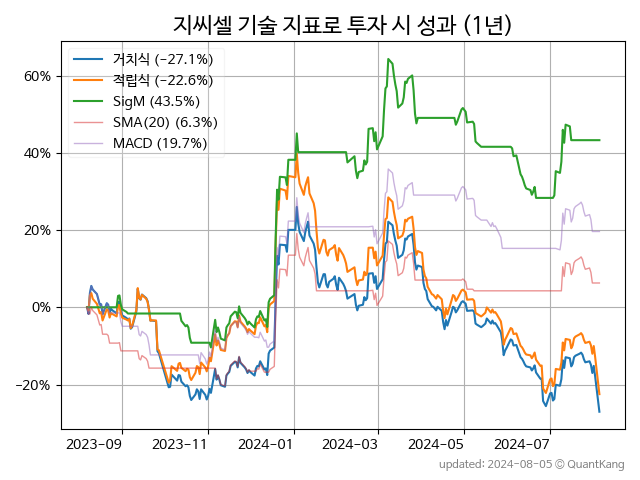 지씨셀 기술 지표로 투자 시 성과 (1년)
거치식 (-27.1%)
적립식 (-22.6%)
SigM (43.5%)
SMA(20) (6.3%)
MACD (19.7%)
60%
40%
20%
0%
-20%
2023-09
2023-11
2024-01
2024-03
2024-05
2024-07
updated: 2024-08-05 © QuantKang